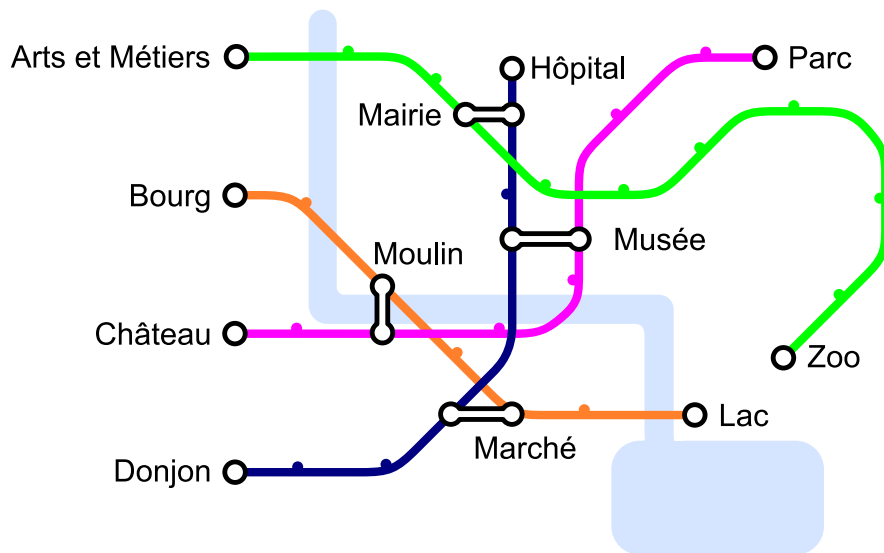 Arts et Métiers
Hôpital
Parc
Mairie
Bourg
Moulin
Musée
Château
Zoo
Lac
Marché
Donjon